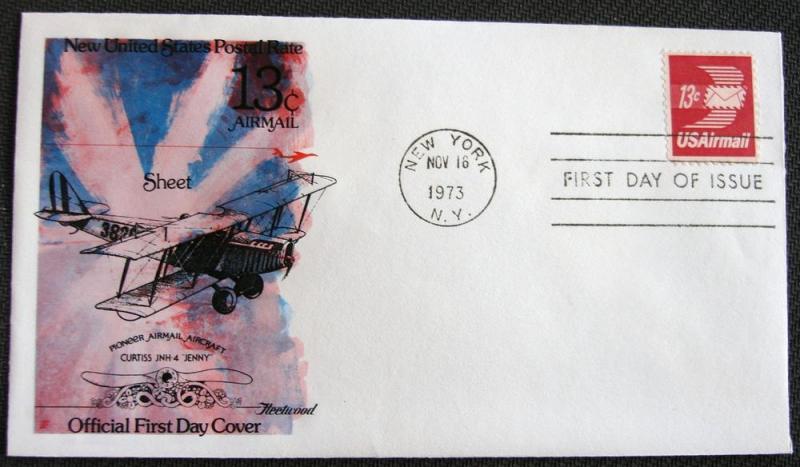 New United States Postal Rate
13¢
AIRMAIL
Sheet
3824
PIONEER AIRMAIL AIRCRAFT
CURTISS JNH-4 "JENNY"
Fleetwood
Official First Day Cover
NEW YORK
NOV 16
1973
N.Y.
FIRST DAY OF ISSUE
13c
USAirmail